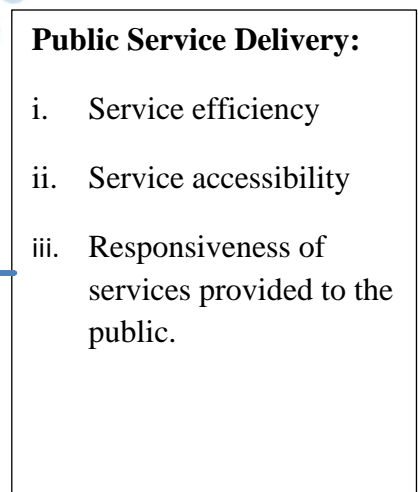 Public Service Delivery:
i. Service efficiency
ii. Service accessibility
iii. Responsiveness of
services provided to the
public.